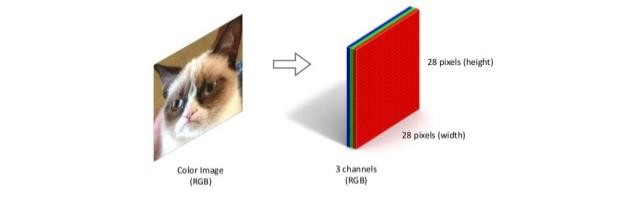 28 pixels (height)
28 pixels (width)
Color Image
(RGB)
3 channels
(RGB)